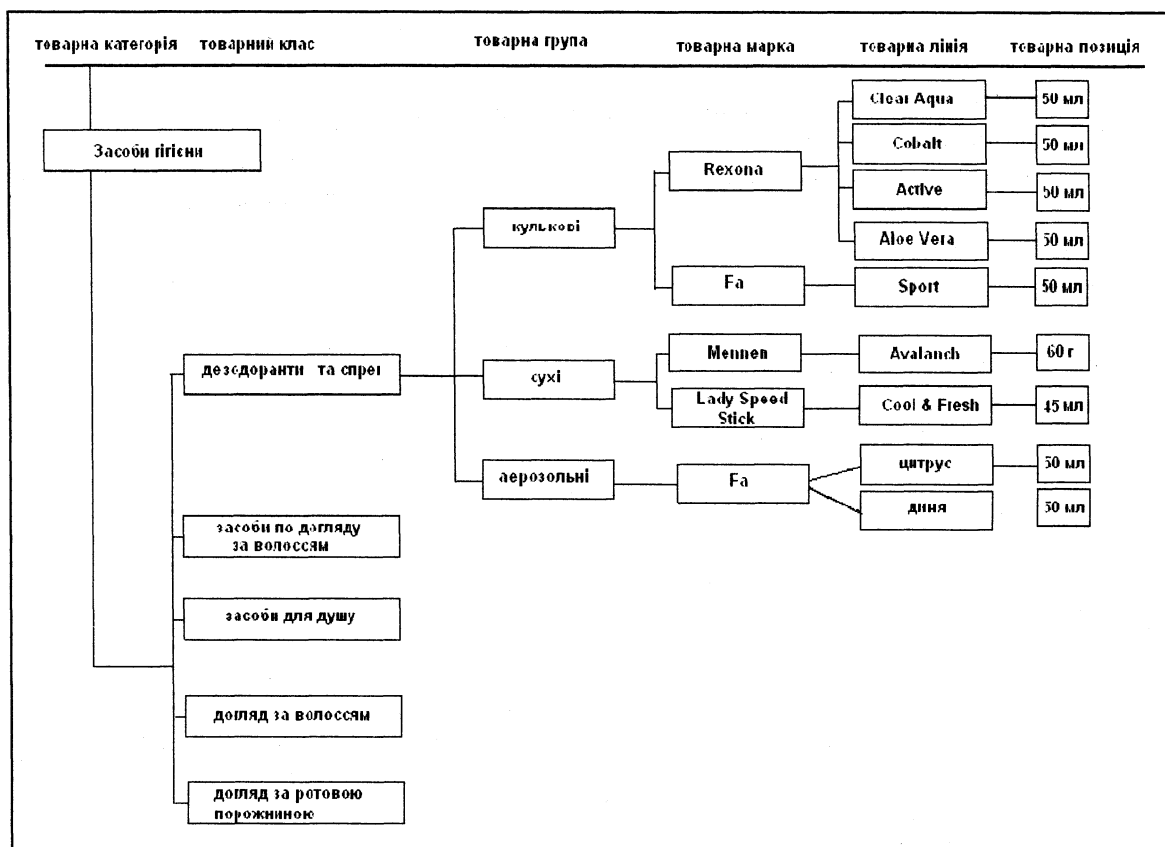 товарна категорія товарний клас товарна група товарна марка товарна лінія товарна позиція
Засоби гігієни
Clear Aqua 50 мл
Cobalt 50 мл
Rexona
Active 50 мл
кулькові
Aloe Vera 50 мл
Fa Sport 50 мл
дезодоранти та спреї
сухі
Mennen Avalanch 60 г
Lady Speed
Stick
Cool & Fresh 45 мл
аерозольні
Fa
цитрус 50 мл
диня 50 мл
засоби по догляду
за волоссям
засоби для душу
догляд за волоссям
догляд за ротовою
порожниною